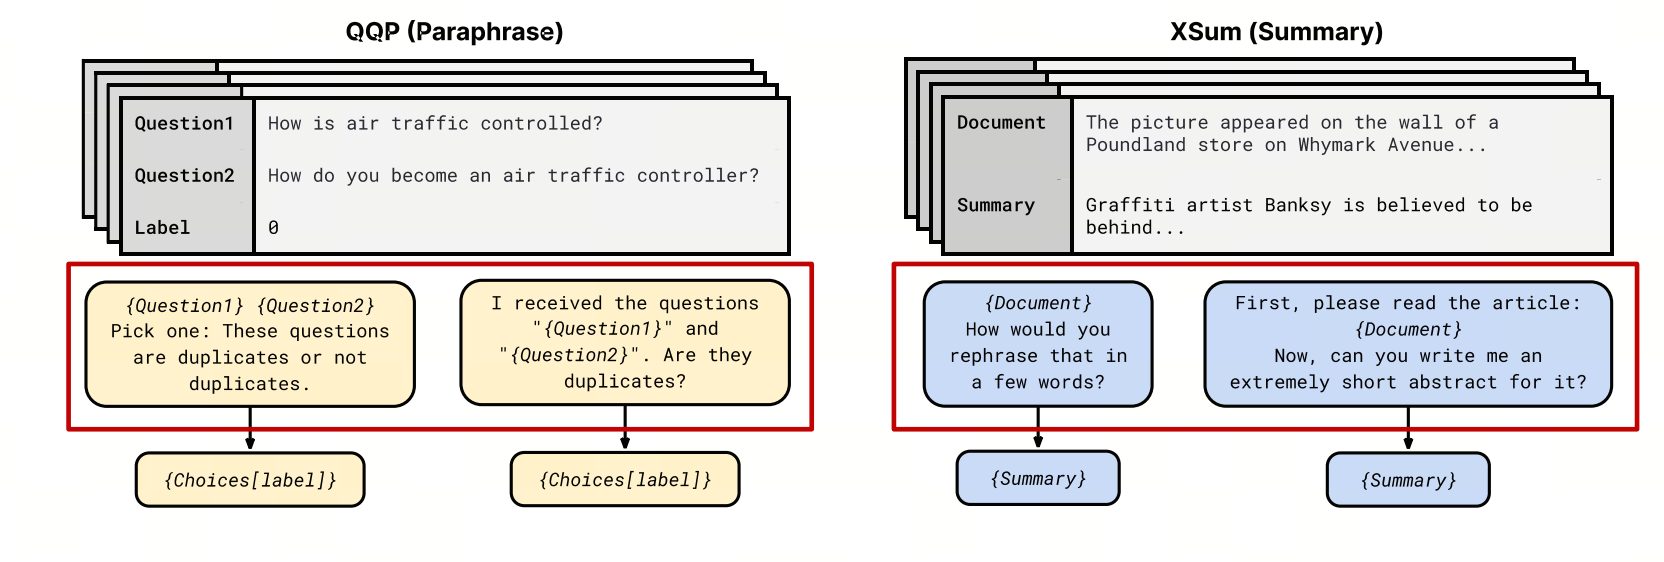 QQP (Paraphrase)
Question1 How is air traffic controlled?
Question2 How do you become an air traffic controller?
Label 0
{Question1} {Question2}
Pick one: These questions
are duplicates or not
duplicates.
I received the questions
"{Question1}" and
"{Question2}". Are they
duplicates?
{Choices[label]}
{Choices[label]}
XSum (Summary)
Document The picture appeared on the wall of a
Poundland store on Whymark Avenue...
Summary Graffiti artist Banksy is believed to be
behind...
{Document}
How would you
rephrase that in
a few words?
First, please read the article:
{Document}
Now, can you write me an
extremely short abstract for it?
{Summary}
{Summary}